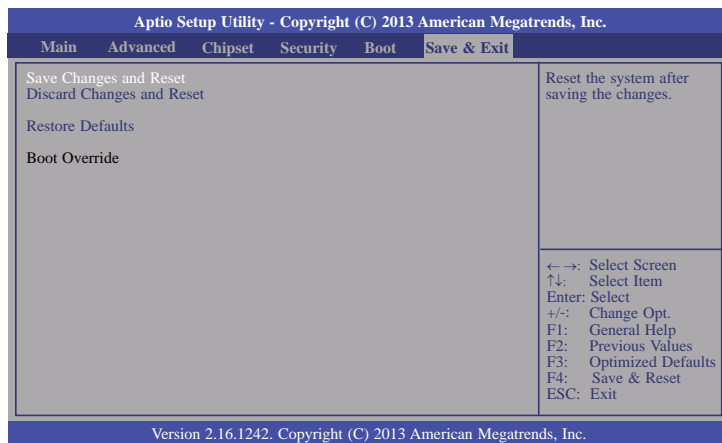 Aptio Setup Utility - Copyright (C) 2013 American Megatrends, Inc.
Main Advanced Chipset Security Boot Save & Exit
Save Changes and Reset
Discard Changes and Reset
Restore Defaults
Boot Override
Reset the system after
saving the changes.
←→: Select Screen
↑↓: Select Item
Enter: Select
+/-: Change Opt.
F1: General Help
F2: Previous Values
F3: Optimized Defaults
F4: Save & Reset
ESC: Exit
Version 2.16.1242. Copyright (C) 2013 American Megatrends, Inc.